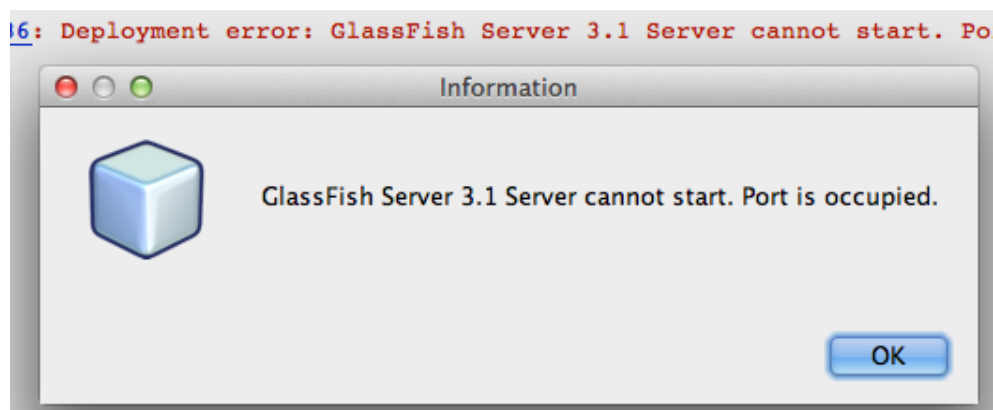 36: Deployment error: GlassFish Server 3.1 Server cannot start. Po
Information
GlassFish Server 3.1 Server cannot start. Port is occupied.
OK